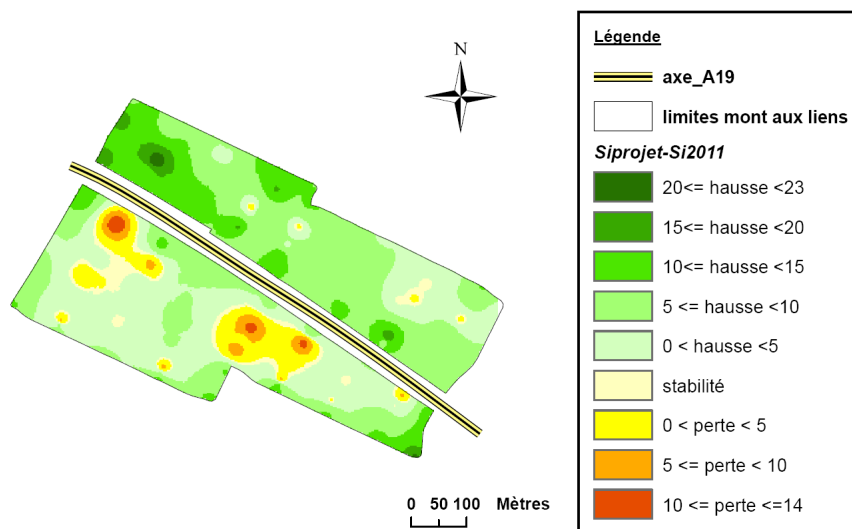 N
Légende
axe_A19
limites mont aux liens
Siprojet-Si2011
20<= hausse <23
15<= hausse <20
10<= hausse <15
5 <= hausse <10
0 < hausse <5
stabilité
0 < perte < 5
5 <= perte < 10
10 <= perte <=14
0 50 100 Mètres